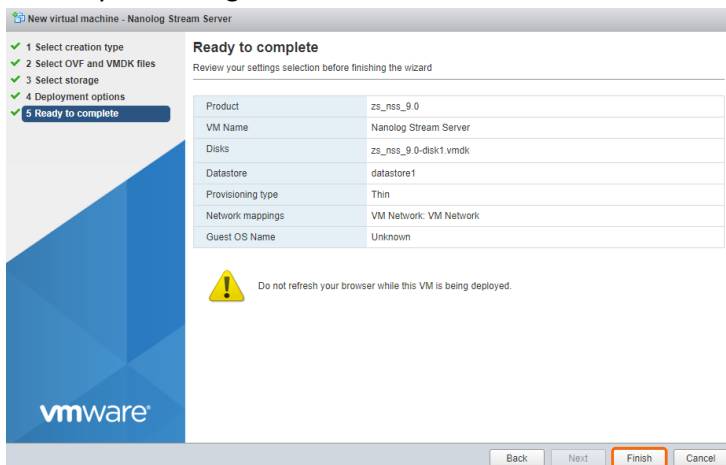 New virtual machine - Nanolog Stream Server
1 Select creation type
2 Select OVF and VMDK files
3 Select storage
4 Deployment options
5 Ready to complete
Ready to complete
Review your settings selection before finishing the wizard
Product zs_nss_9.0
VM Name Nanolog Stream Server
Disks zs_nss_9.0-disk1.vmdk
Datastore datastore1
Provisioning type Thin
Network mappings VM Network: VM Network
Guest OS Name Unknown
Do not refresh your browser while this VM is being deployed.
vmware®
Back Next Finish Cancel